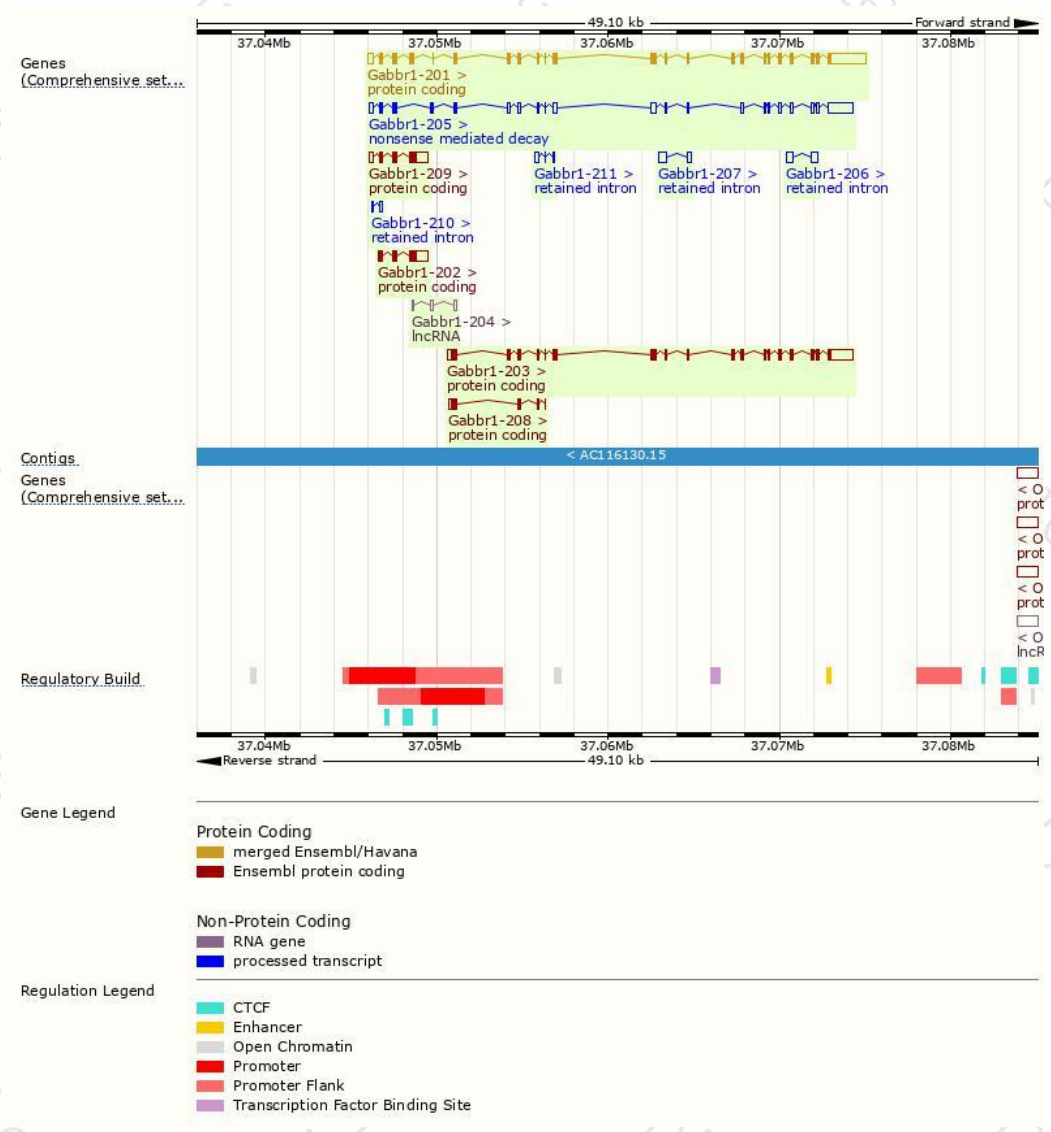 49.10 kb
Forward strand
37.04Mb 37.05Mb 37.06Mb 37.07Mb 37.08Mb
Genes
(Comprehensive set...
Gabbr1-201 >
protein coding
Gabbr1-205 >
nonsense mediated decay
Gabbr1-209 > Gabbr1-211 > Gabbr1-207 > Gabbr1-206 >
protein coding retained intron retained intron retained intron
Gabbr1-210 >
retained intron
Gabbr1-202 >
protein coding
Gabbr1-204 >
lncRNA
Gabbr1-203 >
protein coding
Gabbr1-208 >
protein coding
Contigs
< AC116130.15
Genes
(Comprehensive set...
< O
prot
< O
prot
< O
prot
< O
lncR
Regulatory Build
37.04Mb 37.05Mb 37.06Mb 37.07Mb 37.08Mb
Reverse strand
49.10 kb
Gene Legend
Protein Coding
merged Ensembl/Havana
Ensembl protein coding
Non-Protein Coding
RNA gene
processed transcript
Regulation Legend
CTCF
Enhancer
Open Chromatin
Promoter
Promoter Flank
Transcription Factor Binding Site